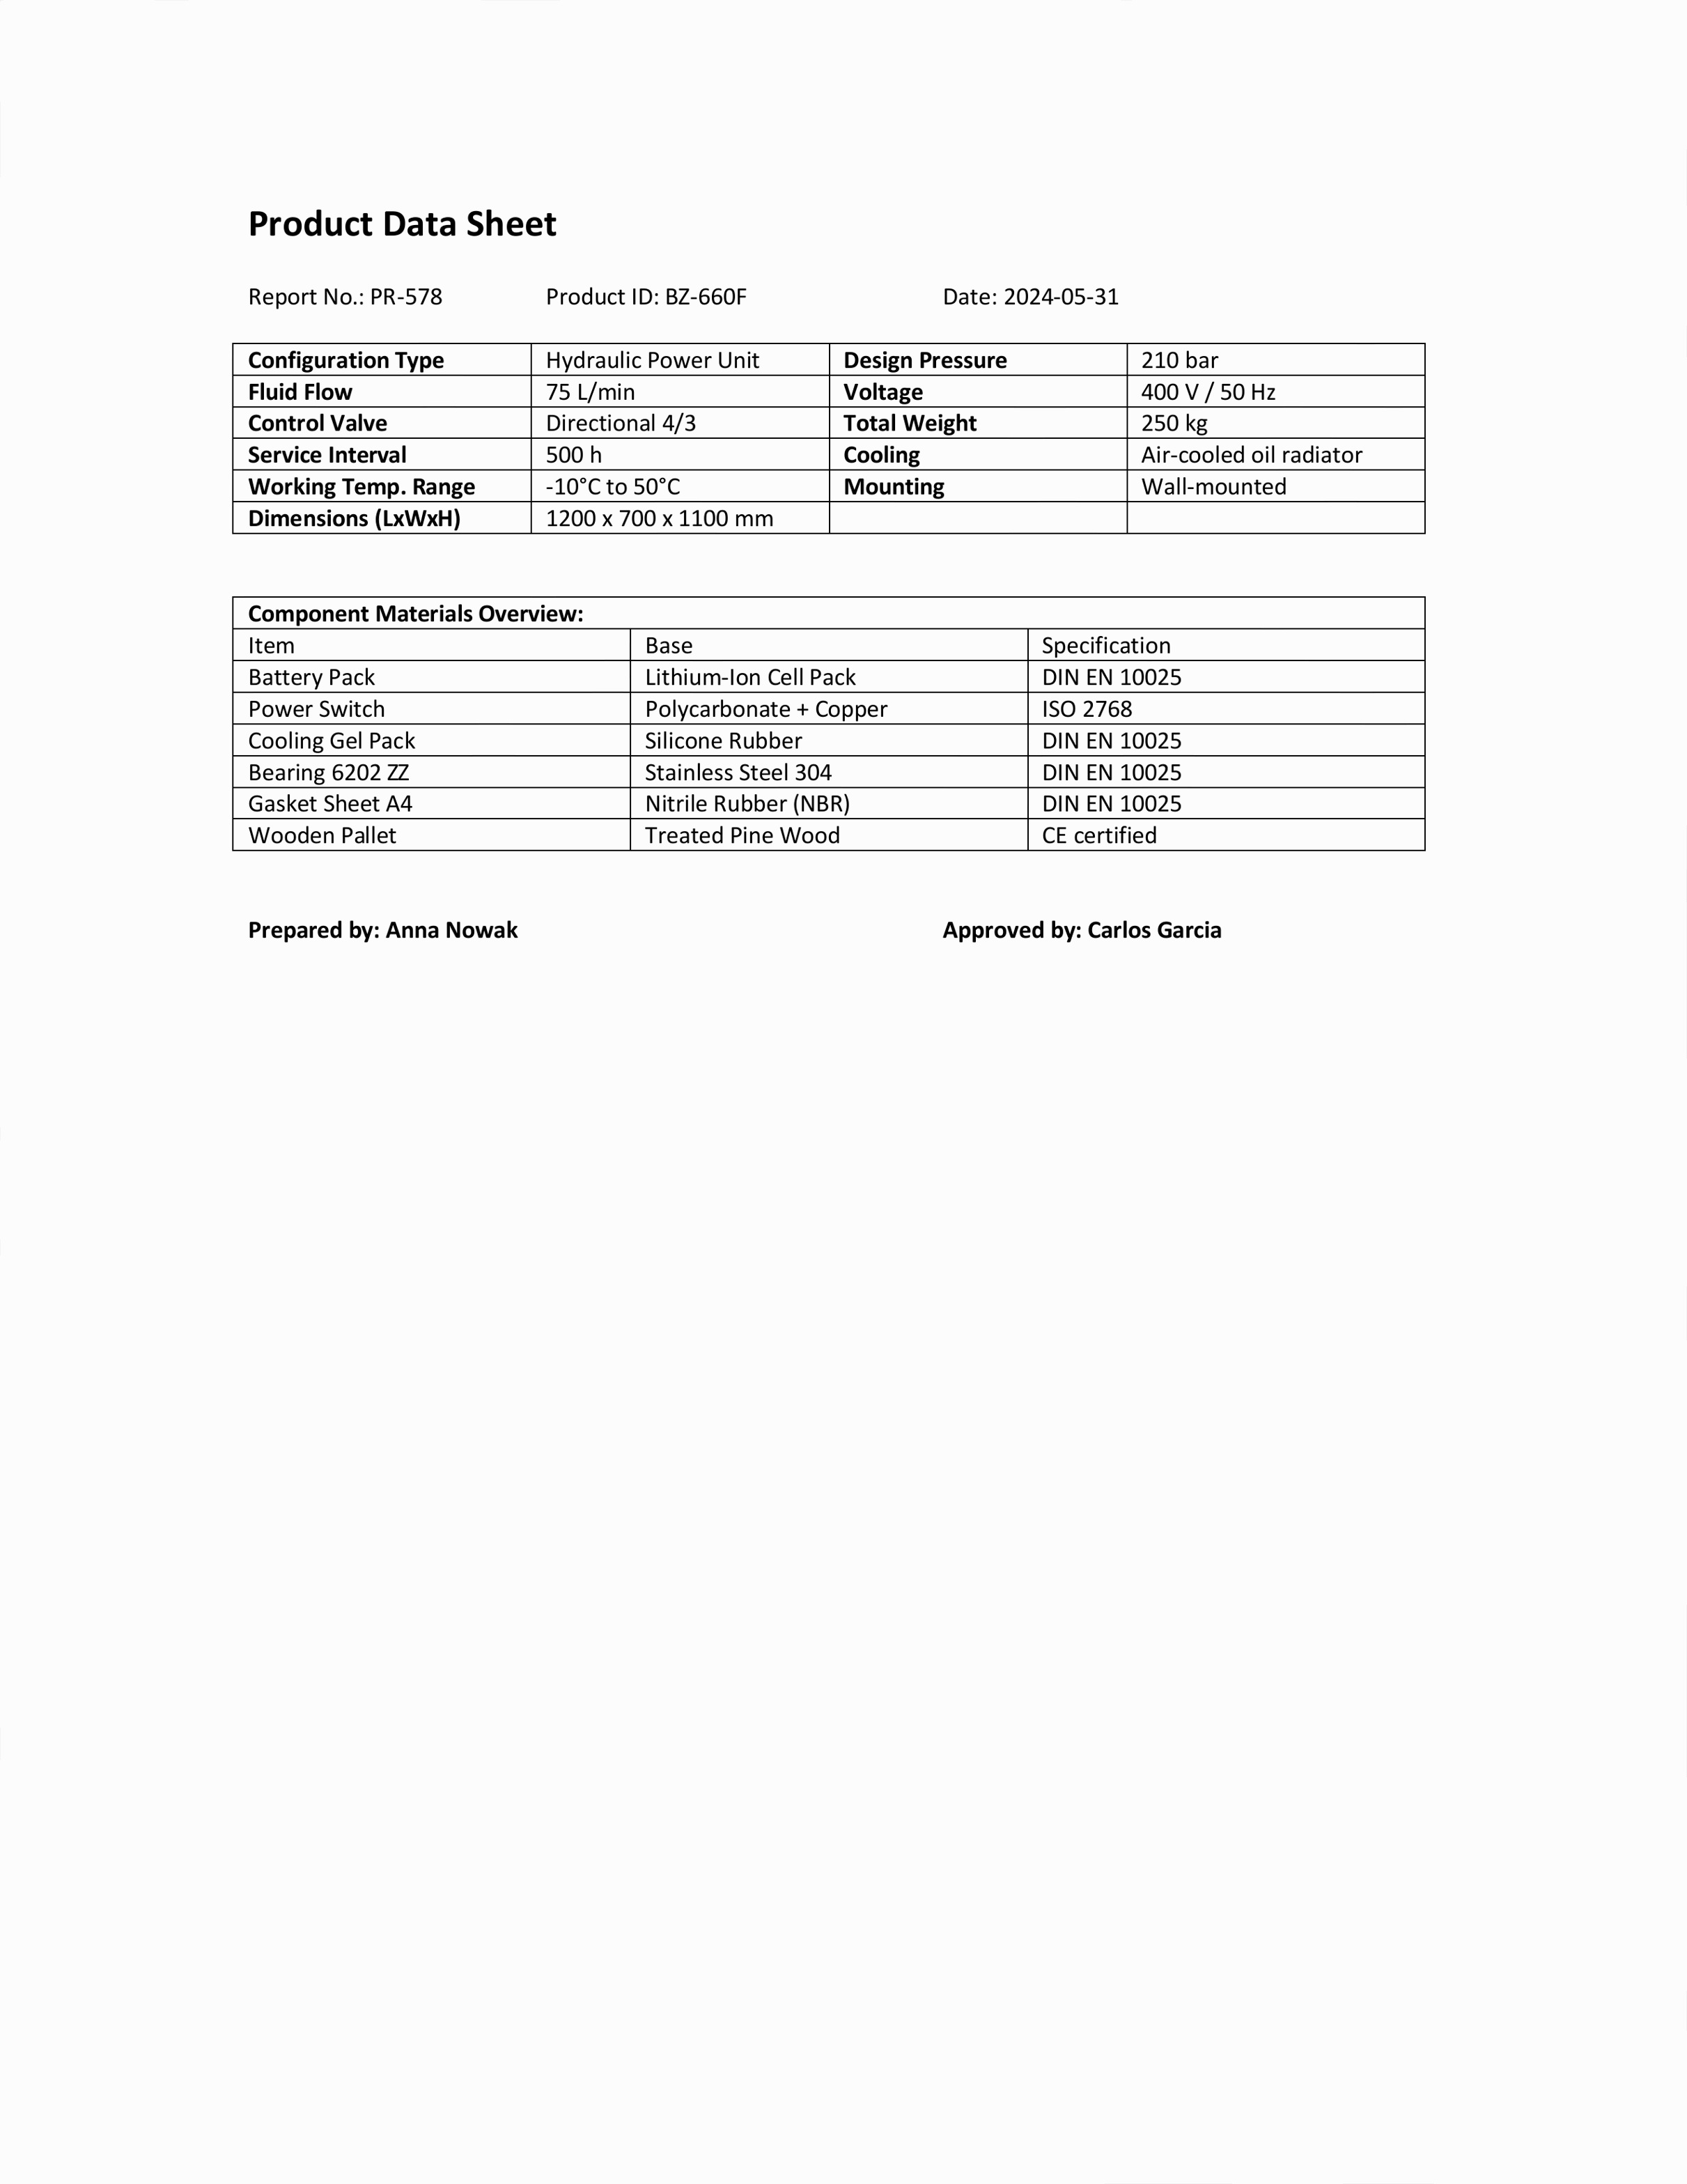 Product Data Sheet
Report No.: PR-578 Product ID: BZ-660F Date: 2024-05-31
Configuration Type Hydraulic Power Unit Design Pressure 210 bar
Fluid Flow 75 L/min Voltage 400 V / 50 Hz
Control Valve Directional 4/3 Total Weight 250 kg
Service Interval 500 h Cooling Air-cooled oil radiator
Working Temp. Range -10°C to 50°C Mounting Wall-mounted
Dimensions (LxWxH) 1200 x 700 x 1100 mm
Component Materials Overview:
Item Base Specification
Battery Pack Lithium-Ion Cell Pack DIN EN 10025
Power Switch Polycarbonate + Copper ISO 2768
Cooling Gel Pack Silicone Rubber DIN EN 10025
Bearing 6202 ZZ Stainless Steel 304 DIN EN 10025
Gasket Sheet A4 Nitrile Rubber (NBR) DIN EN 10025
Wooden Pallet Treated Pine Wood CE certified
Prepared by: Anna Nowak Approved by: Carlos Garcia